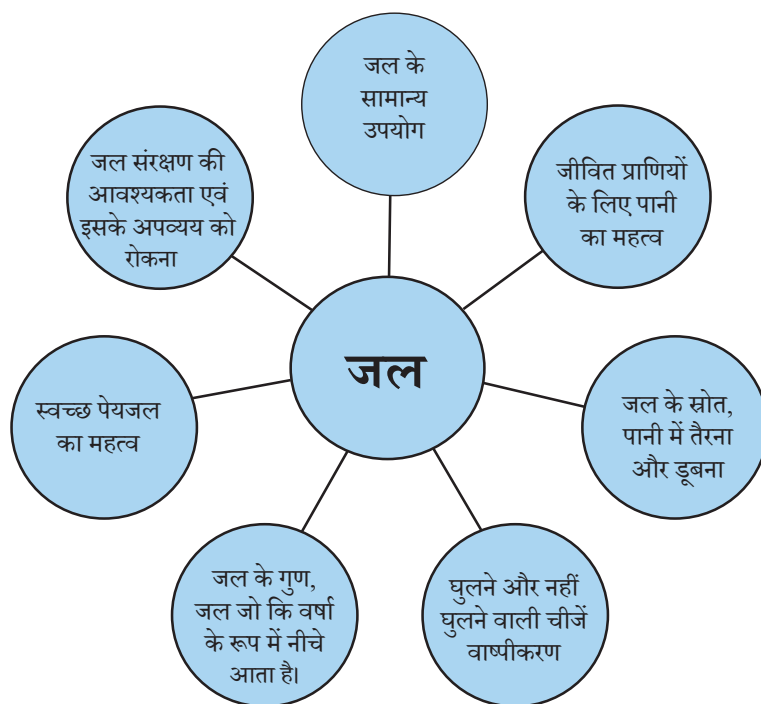 जल के
सामान्य
उपयोग
जीवित प्राणियों
के लिए पानी
का महत्व
जल के स्रोत,
पानी में तैरना
और डूबना
घुलने और नहीं
घुलने वाली चीजें
वाष्पीकरण
जल के गुण,
जल जो कि वर्षा
के रूप में नीचे
आता है।
स्वच्छ पेयजल
का महत्व
जल संरक्षण की
आवश्यकता एवं
इसके अपव्यय को
रोकना
जल